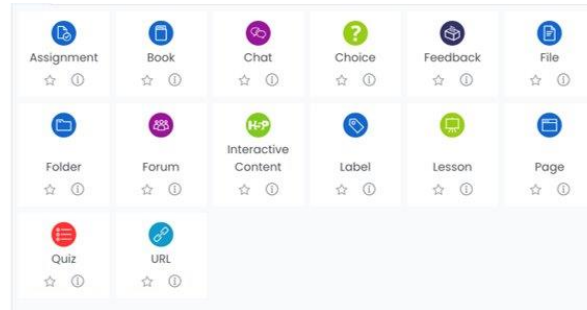 Assignment
Book
Chat
Choice
Feedback
File
Folder
Forum
H-P
Interactive
Content
Label
Lesson
Page
Quiz
URL